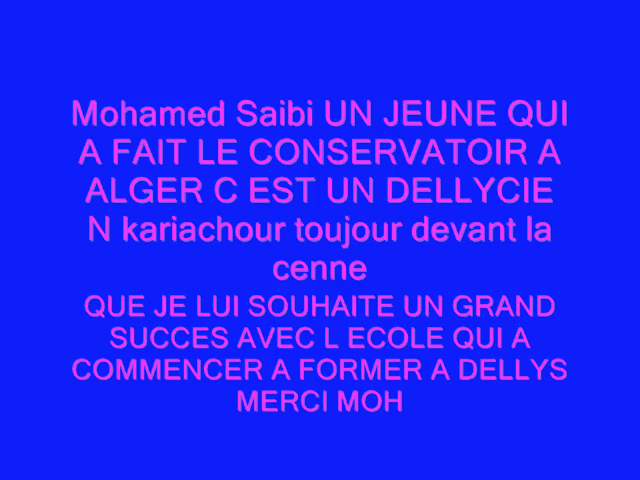 Mohamed Saibi UN JEUNE QUI
A FAIT LE CONSERVATOIR A
ALGER C EST UN DELLYCIE
N kariachour toujour devant la
cenne
QUE JE LUI SOUHAITE UN GRAND
SUCCES AVEC L ECOLE QUI A
COMMENCER A FORMER A DELLYS
MERCI MOH